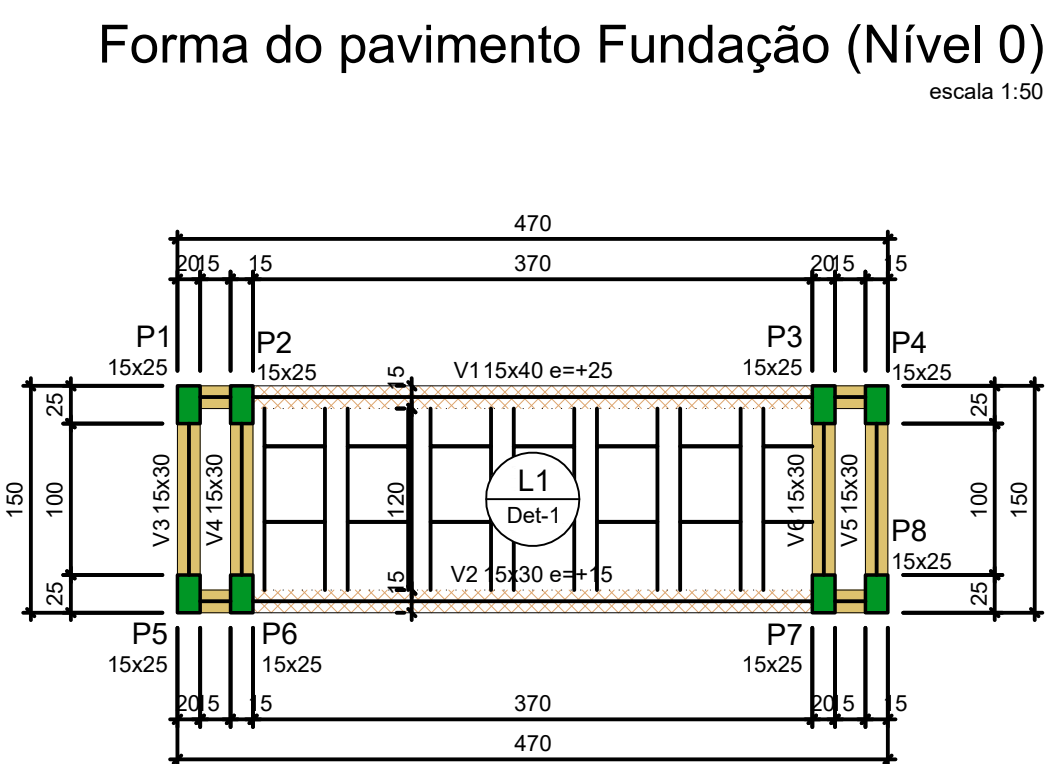 Forma do pavimento Fundação (Nível 0)
escala 1:50
470
20 15 15 370 20 15 15
P1
15x25
P2
15x25
P3
15x25
P4
15x25
V1 15x40 e=+25
15
25
100
25
150
V3 15x30
V4 15x30
120
L1
Det-1
V6 15x30
V5 15x30
25
100
25
150
P8
15x25
V2 15x30 e=+15
15
P5
15x25
P6
15x25
P7
15x25
20 15 15 370 20 15 15
470